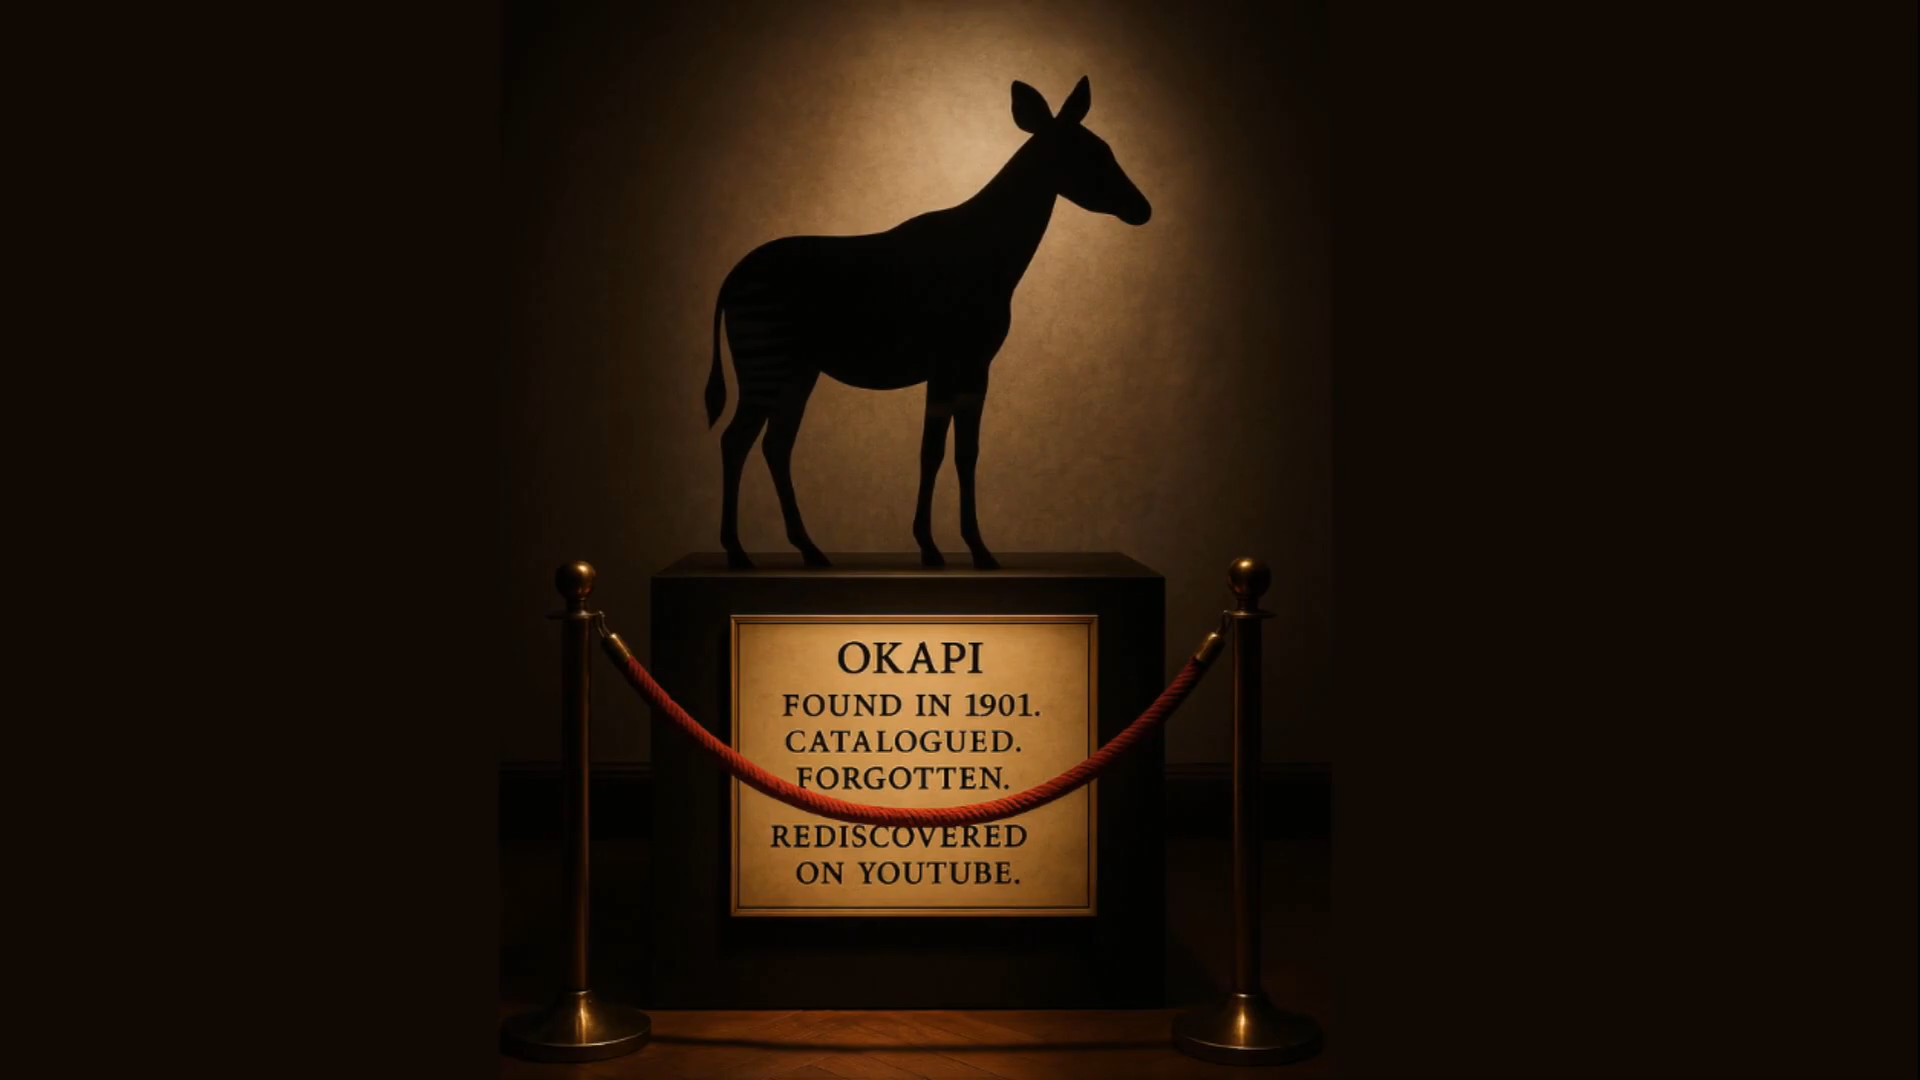 OKAPI
FOUND IN 1901.
CATALOGUED.
FORGOTTEN.
REDISCOVERED
ON YOUTUBE.